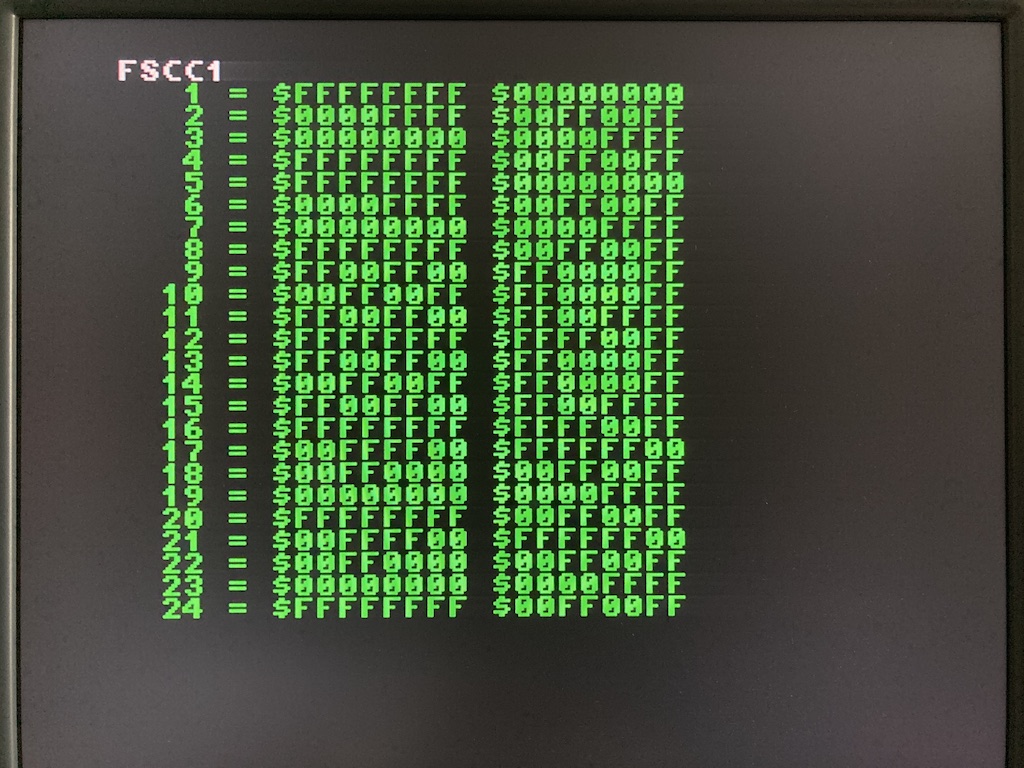 FSCC1
1 = $FFFFFFFF $00000000
2 = $0000FFFF $00FF00FF
3 = $00000000 $0000FFFF
4 = $FFFFFFFF $00FF00FF
5 = $FFFFFFFF $00000000
6 = $0000FFFF $00FF00FF
7 = $00000000 $0000FFFF
8 = $FFFFFFFF $00FF00FF
9 = $FF00FF00 $FF0000FF
10 = $00FF00FF $FF0000FF
11 = $FF00FF00 $FF00FFFF
12 = $FFFFFFFF $FFFF00FF
13 = $FF00FF00 $FF0000FF
14 = $00FF00FF $FF0000FF
15 = $FF00FF00 $FF00FFFF
16 = $FFFFFFFF $FFFF00FF
17 = $00FFFF00 $FFFFFF00
18 = $00FF0000 $00FF00FF
19 = $00000000 $0000FFFF
20 = $FFFFFFFF $00FF00FF
21 = $00FFFF00 $FFFFFF00
22 = $00FF0000 $00FF00FF
23 = $00000000 $0000FFFF
24 = $FFFFFFFF $00FF00FF